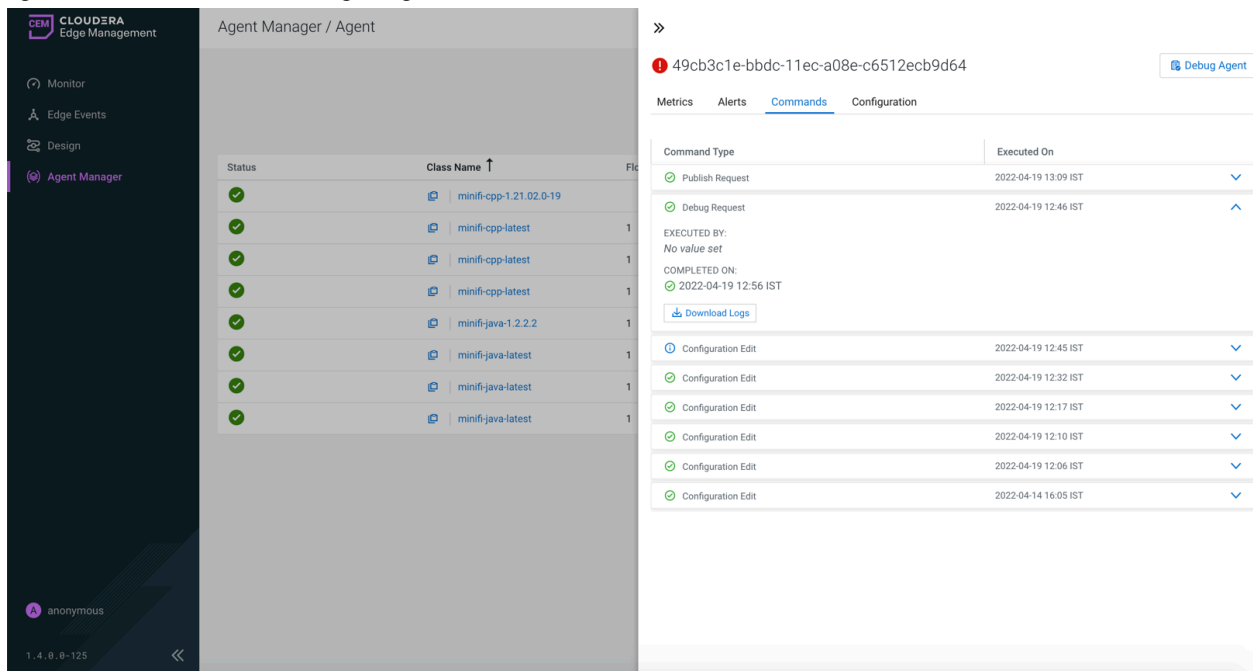 CEM CLOUDERA
Edge Management
Monitor
Edge Events
Design
Agent Manager
A anonymous
1.4.0.0-125
Agent Manager / Agent
Status Class Name Flo
minifi-cpp-1.21.02.0-19
minifi-cpp-latest 1
minifi-cpp-latest 1
minifi-cpp-latest 1
minifi-java-1.2.2.2 1
minifi-java-latest 1
minifi-java-latest 1
minifi-java-latest 1
49cb3c1e-bbdc-11ec-a08e-c6512ecb9d64
Debug Agent
Metrics Alerts Commands Configuration
Command Type Executed On
Publish Request 2022-04-19 13:09 IST
Debug Request 2022-04-19 12:46 IST
EXECUTED BY:
No value set
COMPLETED ON:
2022-04-19 12:56 IST
Download Logs
Configuration Edit 2022-04-19 12:45 IST
Configuration Edit 2022-04-19 12:32 IST
Configuration Edit 2022-04-19 12:17 IST
Configuration Edit 2022-04-19 12:10 IST
Configuration Edit 2022-04-19 12:06 IST
Configuration Edit 2022-04-14 16:05 IST